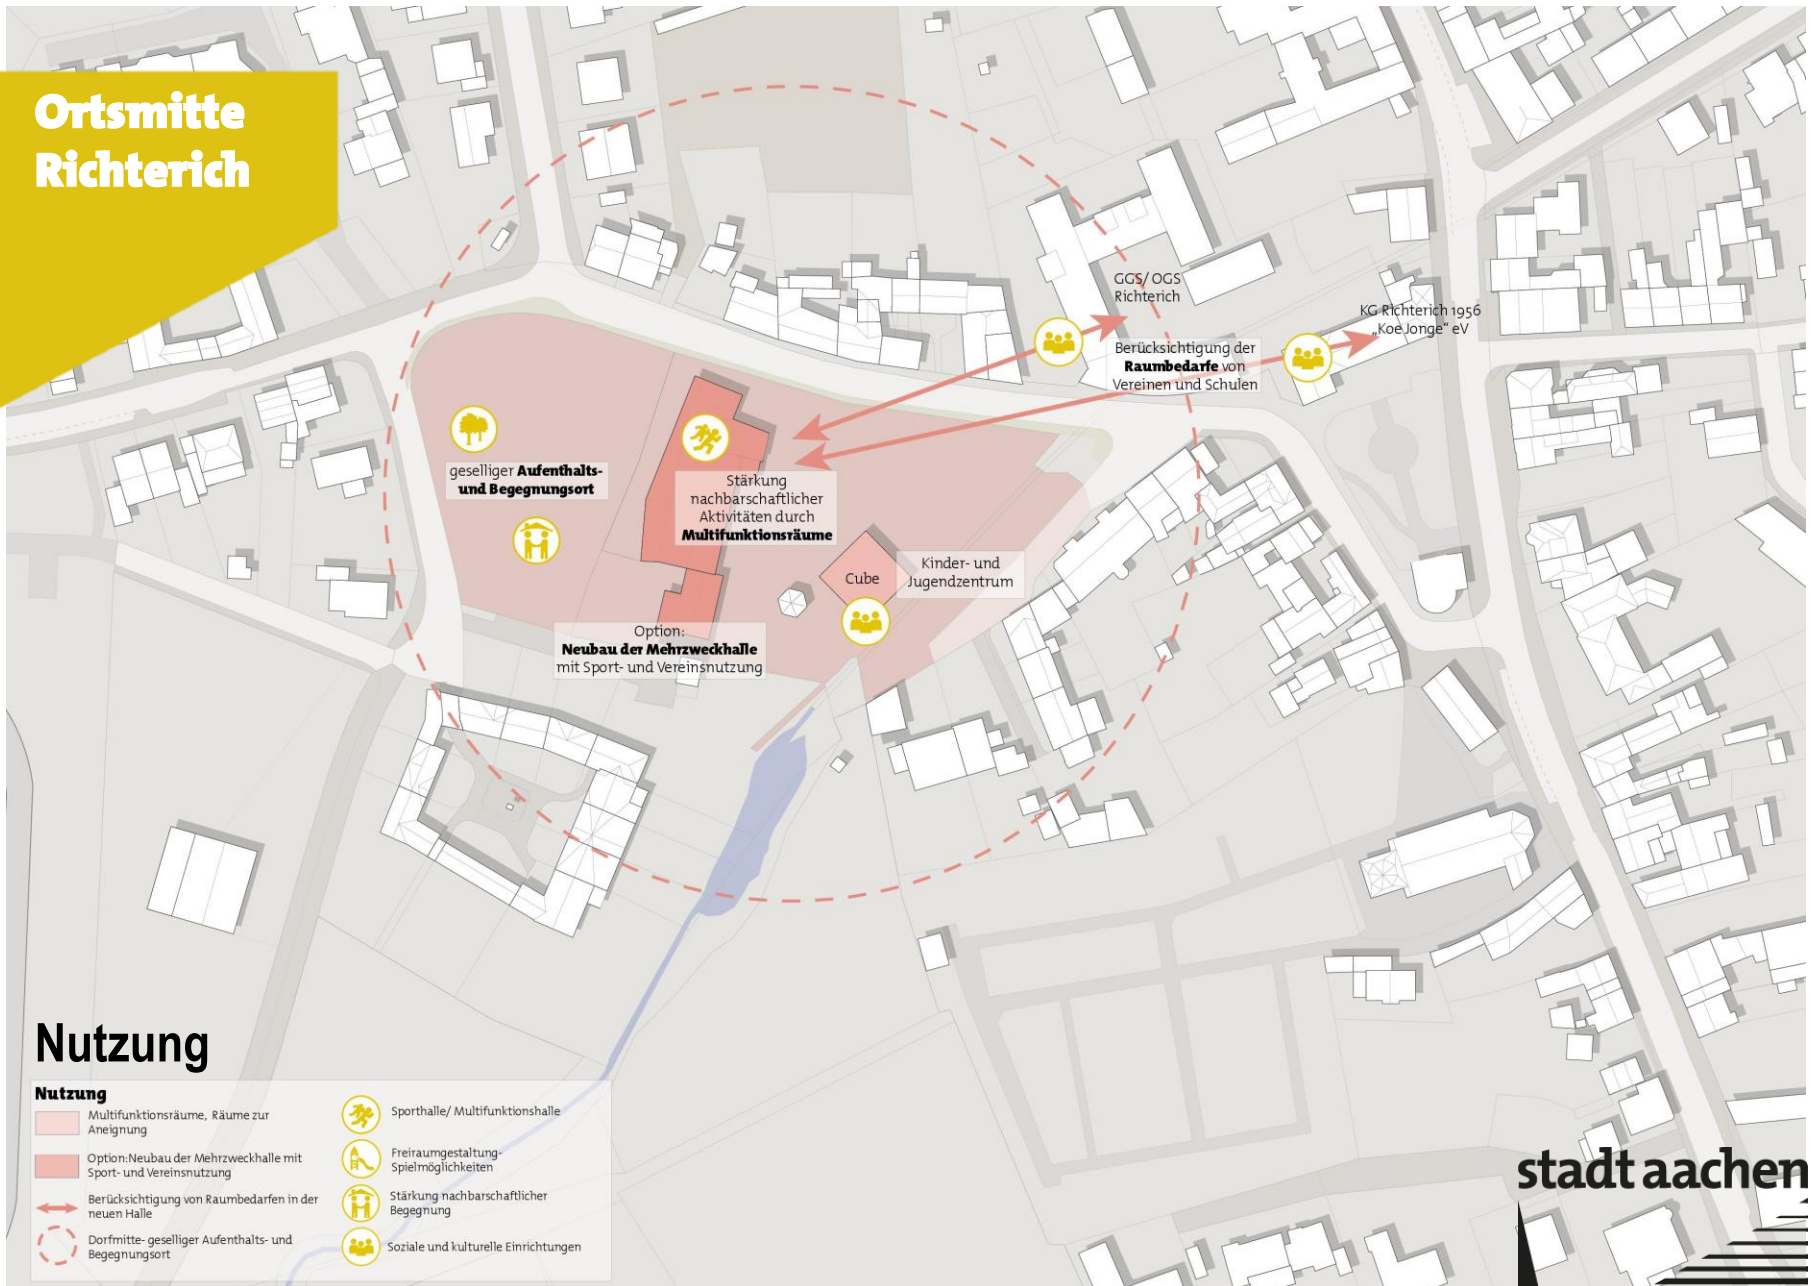 Ortsmitte
Richterich
GGS/ OGS
Richterich
KG Richterich 1956
„Koe Jonge“ eV
Berücksichtigung der
Raumbedarfe von
Vereinen und Schulen
geselliger Aufenthalts-
und Begegnungsort
Stärkung
nachbarschaftlicher
Aktivitäten durch
Multifunktionsräume
Cube
Kinder- und
Jugendzentrum
Option:
Neubau der Mehrzweckhalle
mit Sport- und Vereinsnutzung
Nutzung
Nutzung
Multifunktionsräume, Räume zur
Aneignung
Option:Neubau der Mehrzweckhalle mit
Sport- und Vereinsnutzung
Berücksichtigung von Raumbedarfen in der
neuen Halle
Dorfmitte- geselliger Aufenthalts- und
Begegnungsort
Sporthalle/ Multifunktionshalle
Freiraumgestaltung-
Spielmöglichkeiten
Stärkung nachbarschaftlicher
Begegnung
Soziale und kulturelle Einrichtungen
stadt aachen